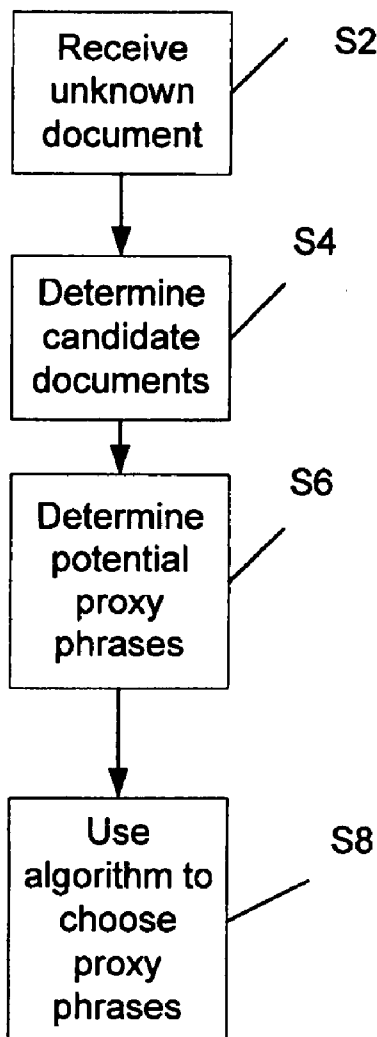 Receive
unknown
document
S2
Determine
candidate
documents
S4
Determine
potential
proxy
phrases
S6
Use
algorithm to
choose
proxy
phrases
S8